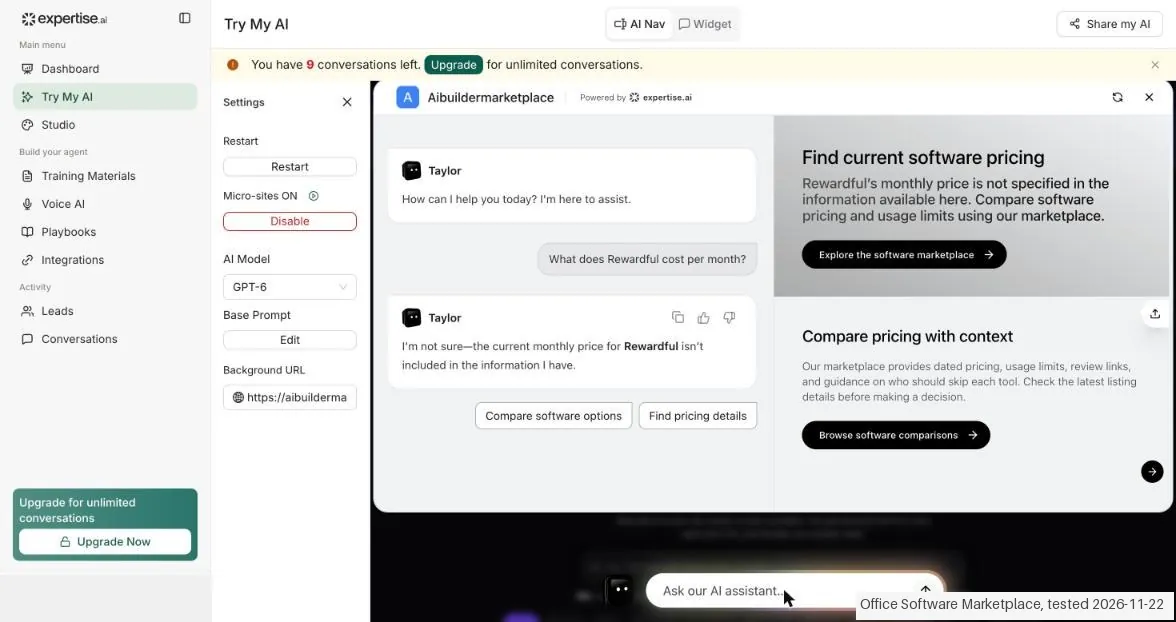 expertise.ai
Main menu
Dashboard
Try My AI
Studio
Build your agent
Training Materials
Voice AI
Playbooks
Integrations
Activity
Leads
Conversations
Upgrade for unlimited
conversations
Upgrade Now
Try My AI
AI Nav
Widget
Share my AI
You have 9 conversations left. Upgrade for unlimited conversations.
Settings
Restart
Restart
Micro-sites ON
Disable
AI Model
GPT-6
Base Prompt
Edit
Background URL
https://aibuilderma
A Aibuildermarketplace Powered by expertise.ai
Taylor
How can I help you today? I'm here to assist.
What does Rewardful cost per month?
Taylor
I'm not sure—the current monthly price for Rewardful isn't
included in the information I have.
Compare software options
Find pricing details
Find current software pricing
Rewardful's monthly price is not specified in the
information available here. Compare software
pricing and usage limits using our marketplace.
Explore the software marketplace
Compare pricing with context
Our marketplace provides dated pricing, usage limits, review links,
and guidance on who should skip each tool. Check the latest listing
details before making a decision.
Browse software comparisons
Ask our AI assistant...
Office Software Marketplace, tested 2026-11-22